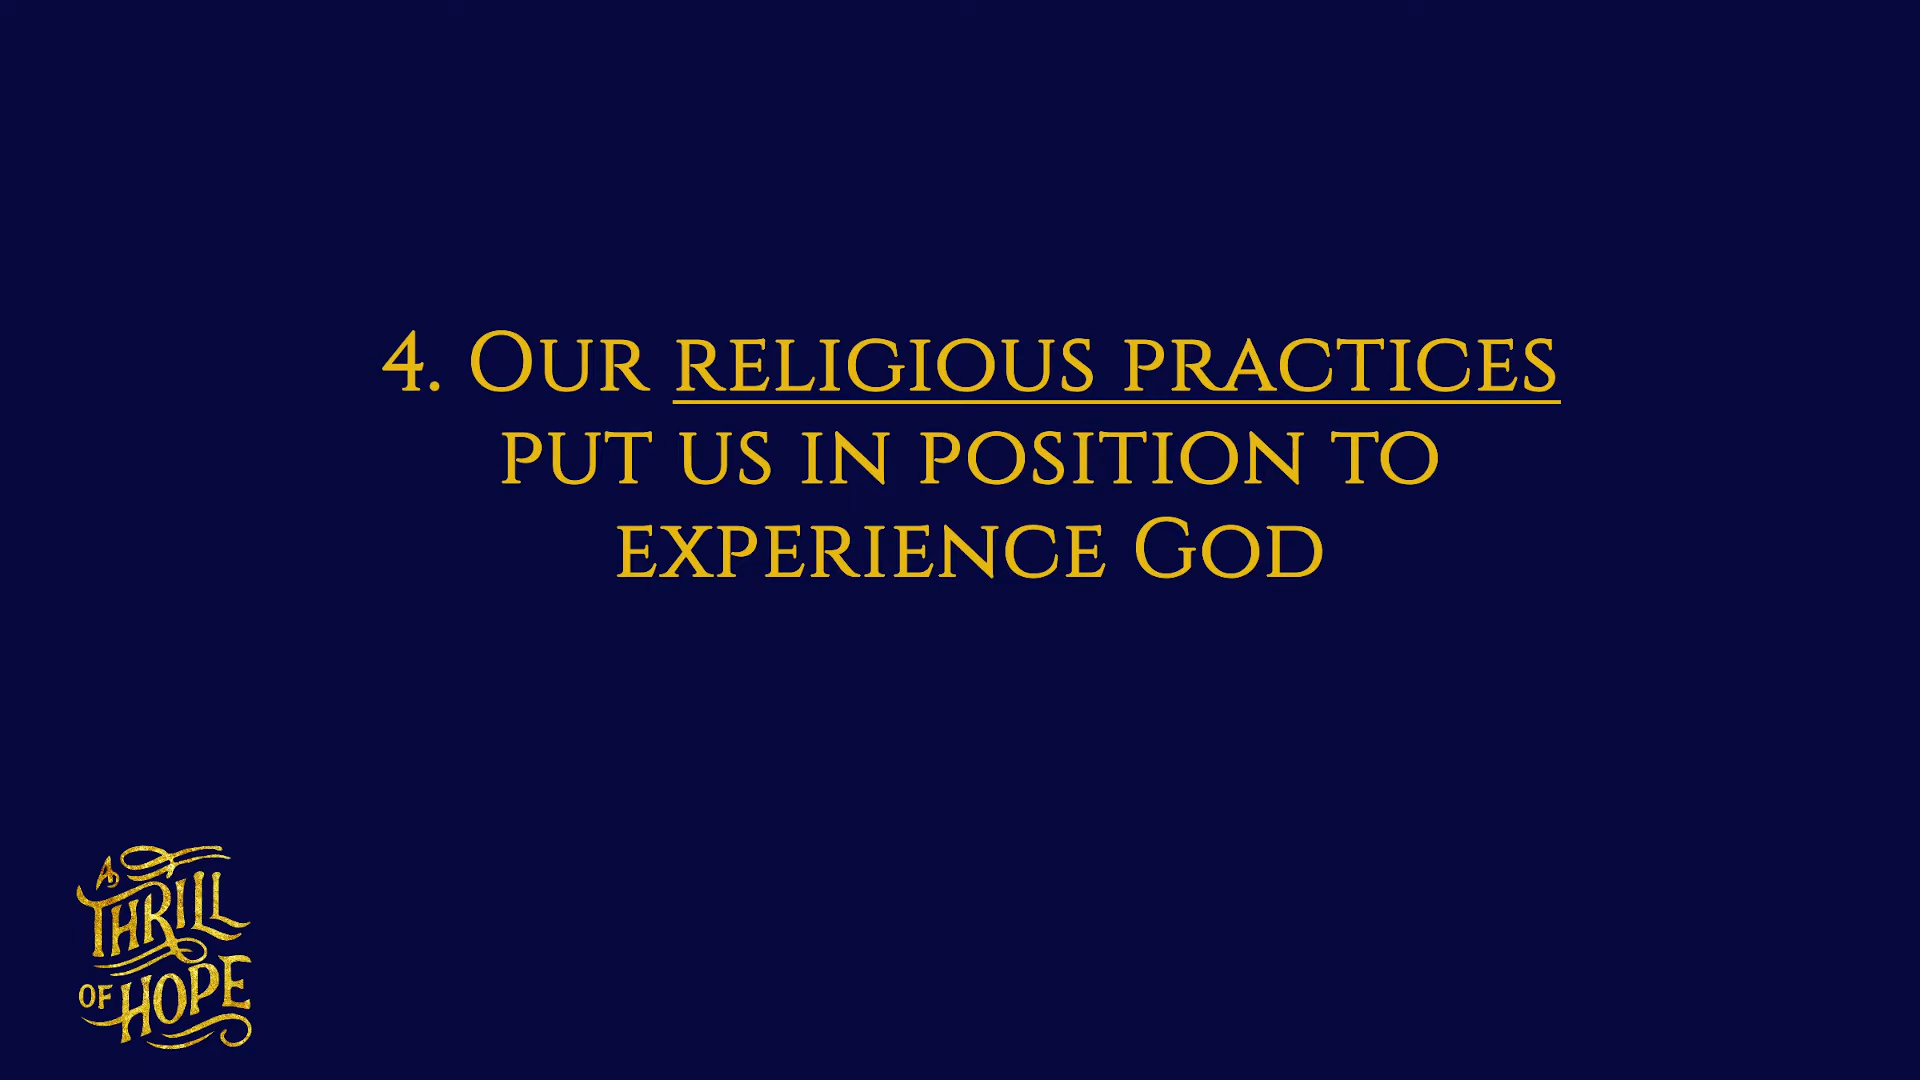 4. Our religious practices
put us in position to
experience God
A
THRILL
OF HOPE